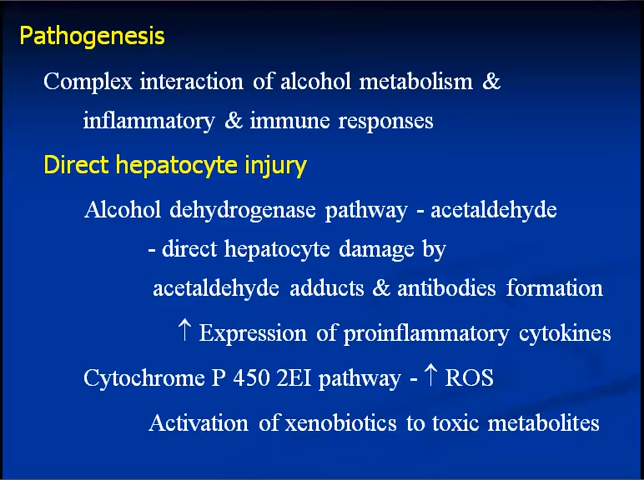 Pathogenesis
Complex interaction of alcohol metabolism &
inflammatory & immune responses
Direct hepatocyte injury
Alcohol dehydrogenase pathway - acetaldehyde
- direct hepatocyte damage by
acetaldehyde adducts & antibodies formation
↑ Expression of proinflammatory cytokines
Cytochrome P 450 2EI pathway - ↑ ROS
Activation of xenobiotics to toxic metabolites